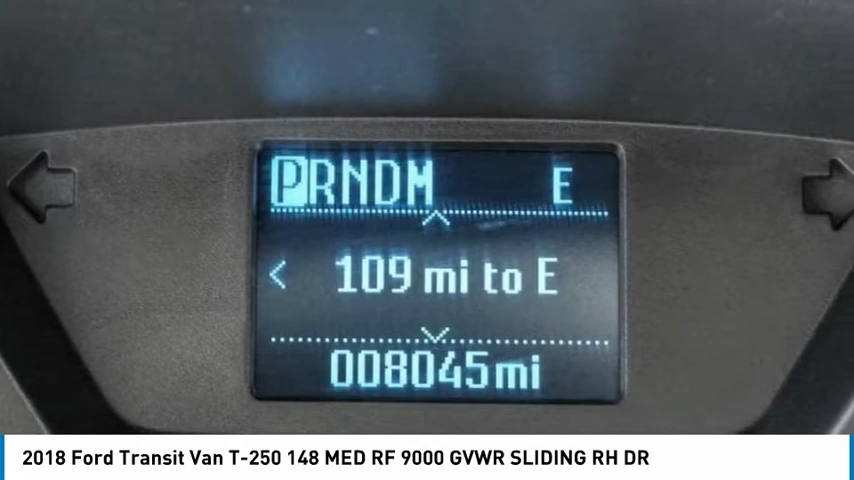 PRNDM E
109 mi to E
008045mi
2018 Ford Transit Van T-250 148 MED RF 9000 GVWR SLIDING RH DR